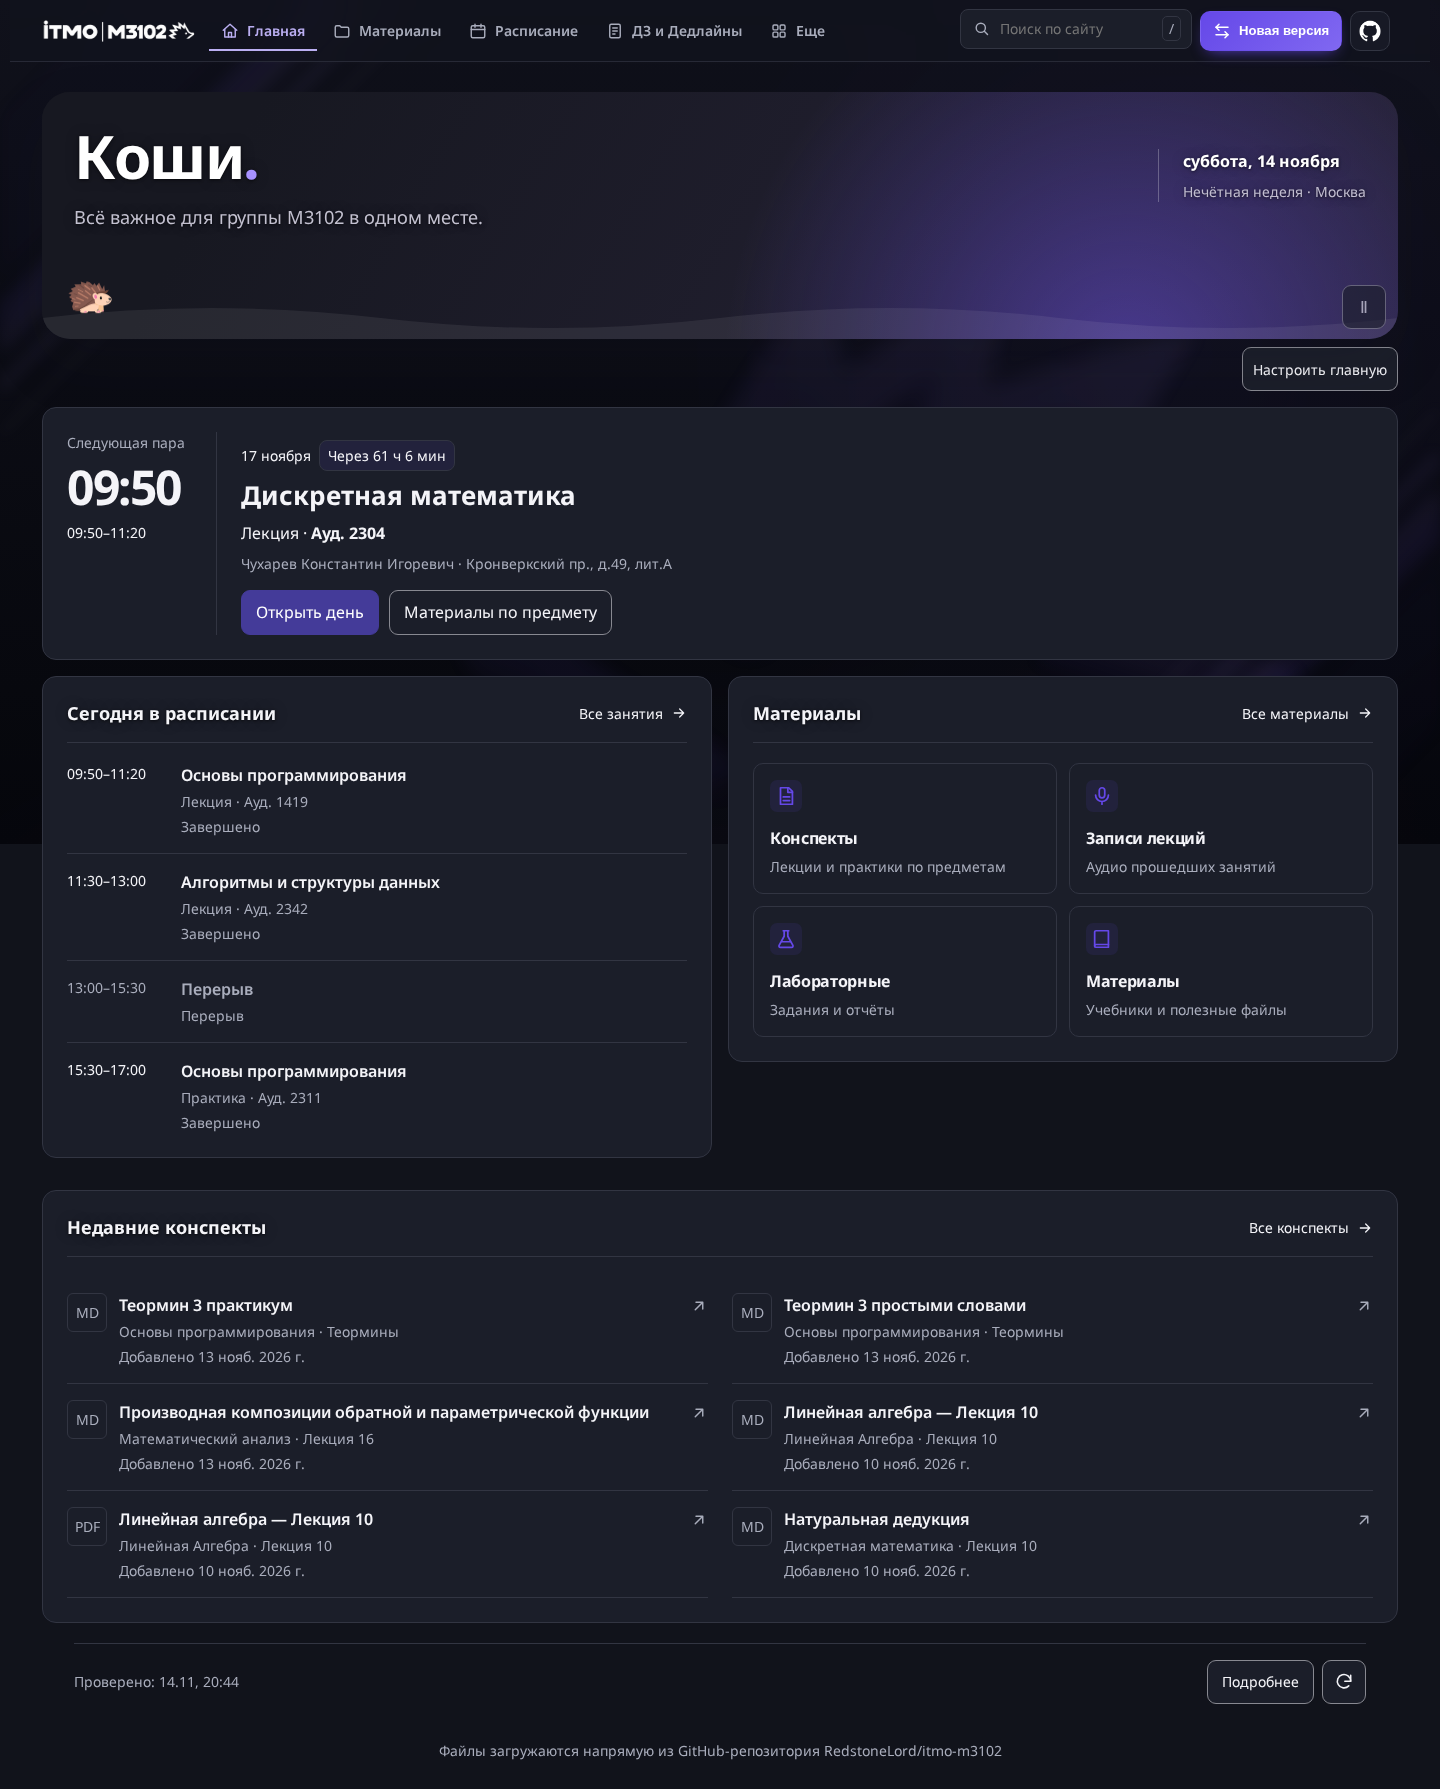 iTMO | M3102
Главная
Материалы
Расписание
ДЗ и Дедлайны
Еще
Поиск по сайту
/
Новая версия
Коши.
Всё важное для группы M3102 в одном месте.
суббота, 14 ноября
Нечётная неделя · Москва
Настроить главную
Следующая пара
09:50
09:50–11:20
17 ноября
Через 61 ч 6 мин
Дискретная математика
Лекция · Ауд. 2304
Чухарев Константин Игоревич · Кронверкский пр., д.49, лит.А
Открыть день
Материалы по предмету
Сегодня в расписании
Все занятия →
09:50–11:20
Основы программирования
Лекция · Ауд. 1419
Завершено
11:30–13:00
Алгоритмы и структуры данных
Лекция · Ауд. 2342
Завершено
13:00–15:30
Перерыв
Перерыв
15:30–17:00
Основы программирования
Практика · Ауд. 2311
Завершено
Материалы
Все материалы →
Конспекты
Лекции и практики по предметам
Записи лекций
Аудио прошедших занятий
Лабораторные
Задания и отчёты
Материалы
Учебники и полезные файлы
Недавние конспекты
Все конспекты →
MD
Теормин 3 практикум
Основы программирования · Теормины
Добавлено 13 нояб. 2026 г.
MD
Теормин 3 простыми словами
Основы программирования · Теормины
Добавлено 13 нояб. 2026 г.
MD
Производная композиции обратной и параметрической функции
Математический анализ · Лекция 16
Добавлено 13 нояб. 2026 г.
MD
Линейная алгебра — Лекция 10
Линейная Алгебра · Лекция 10
Добавлено 10 нояб. 2026 г.
PDF
Линейная алгебра — Лекция 10
Линейная Алгебра · Лекция 10
Добавлено 10 нояб. 2026 г.
MD
Натуральная дедукция
Дискретная математика · Лекция 10
Добавлено 10 нояб. 2026 г.
Проверено: 14.11, 20:44
Подробнее
Файлы загружаются напрямую из GitHub-репозитория RedstoneLord/itmo-m3102